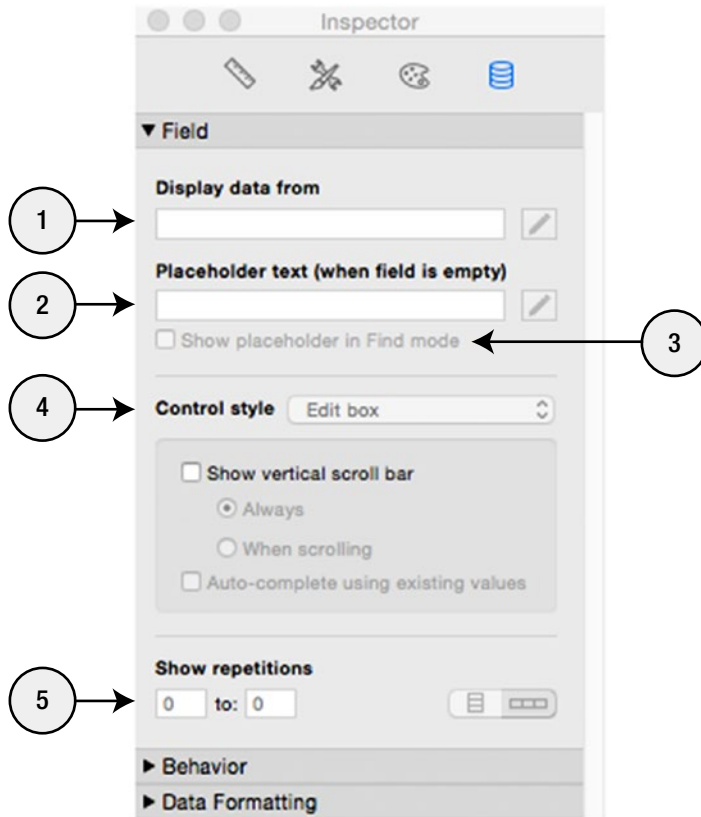 Inspector
▼ Field
Display data from
1
Placeholder text (when field is empty)
2
Show placeholder in Find mode
3
4
Control style Edit box
Show vertical scroll bar
Always
When scrolling
Auto-complete using existing values
Show repetitions
5
0 to: 0
▶ Behavior
▶ Data Formatting